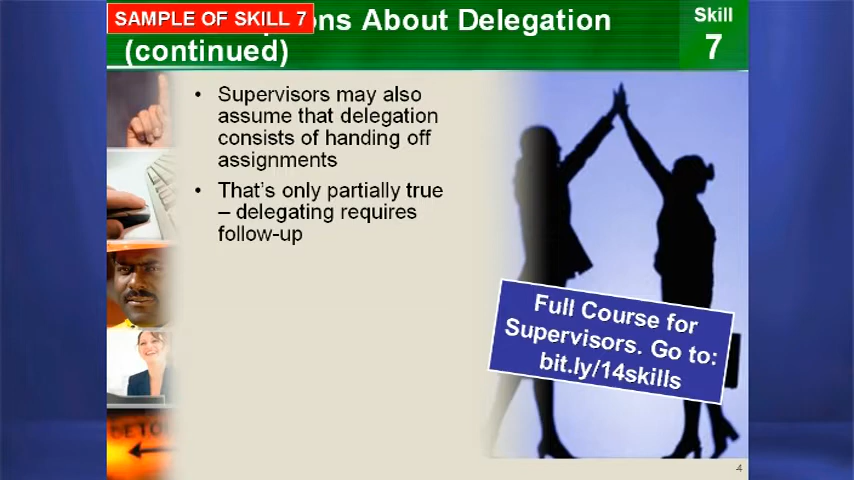 SAMPLE OF SKILL 7
About Delegation
(continued)
Skill
7
• Supervisors may also
assume that delegation
consists of handing off
assignments
• That's only partially true
– delegating requires
follow-up
Full Course for
Supervisors. Go to:
bit.ly/14skills
4